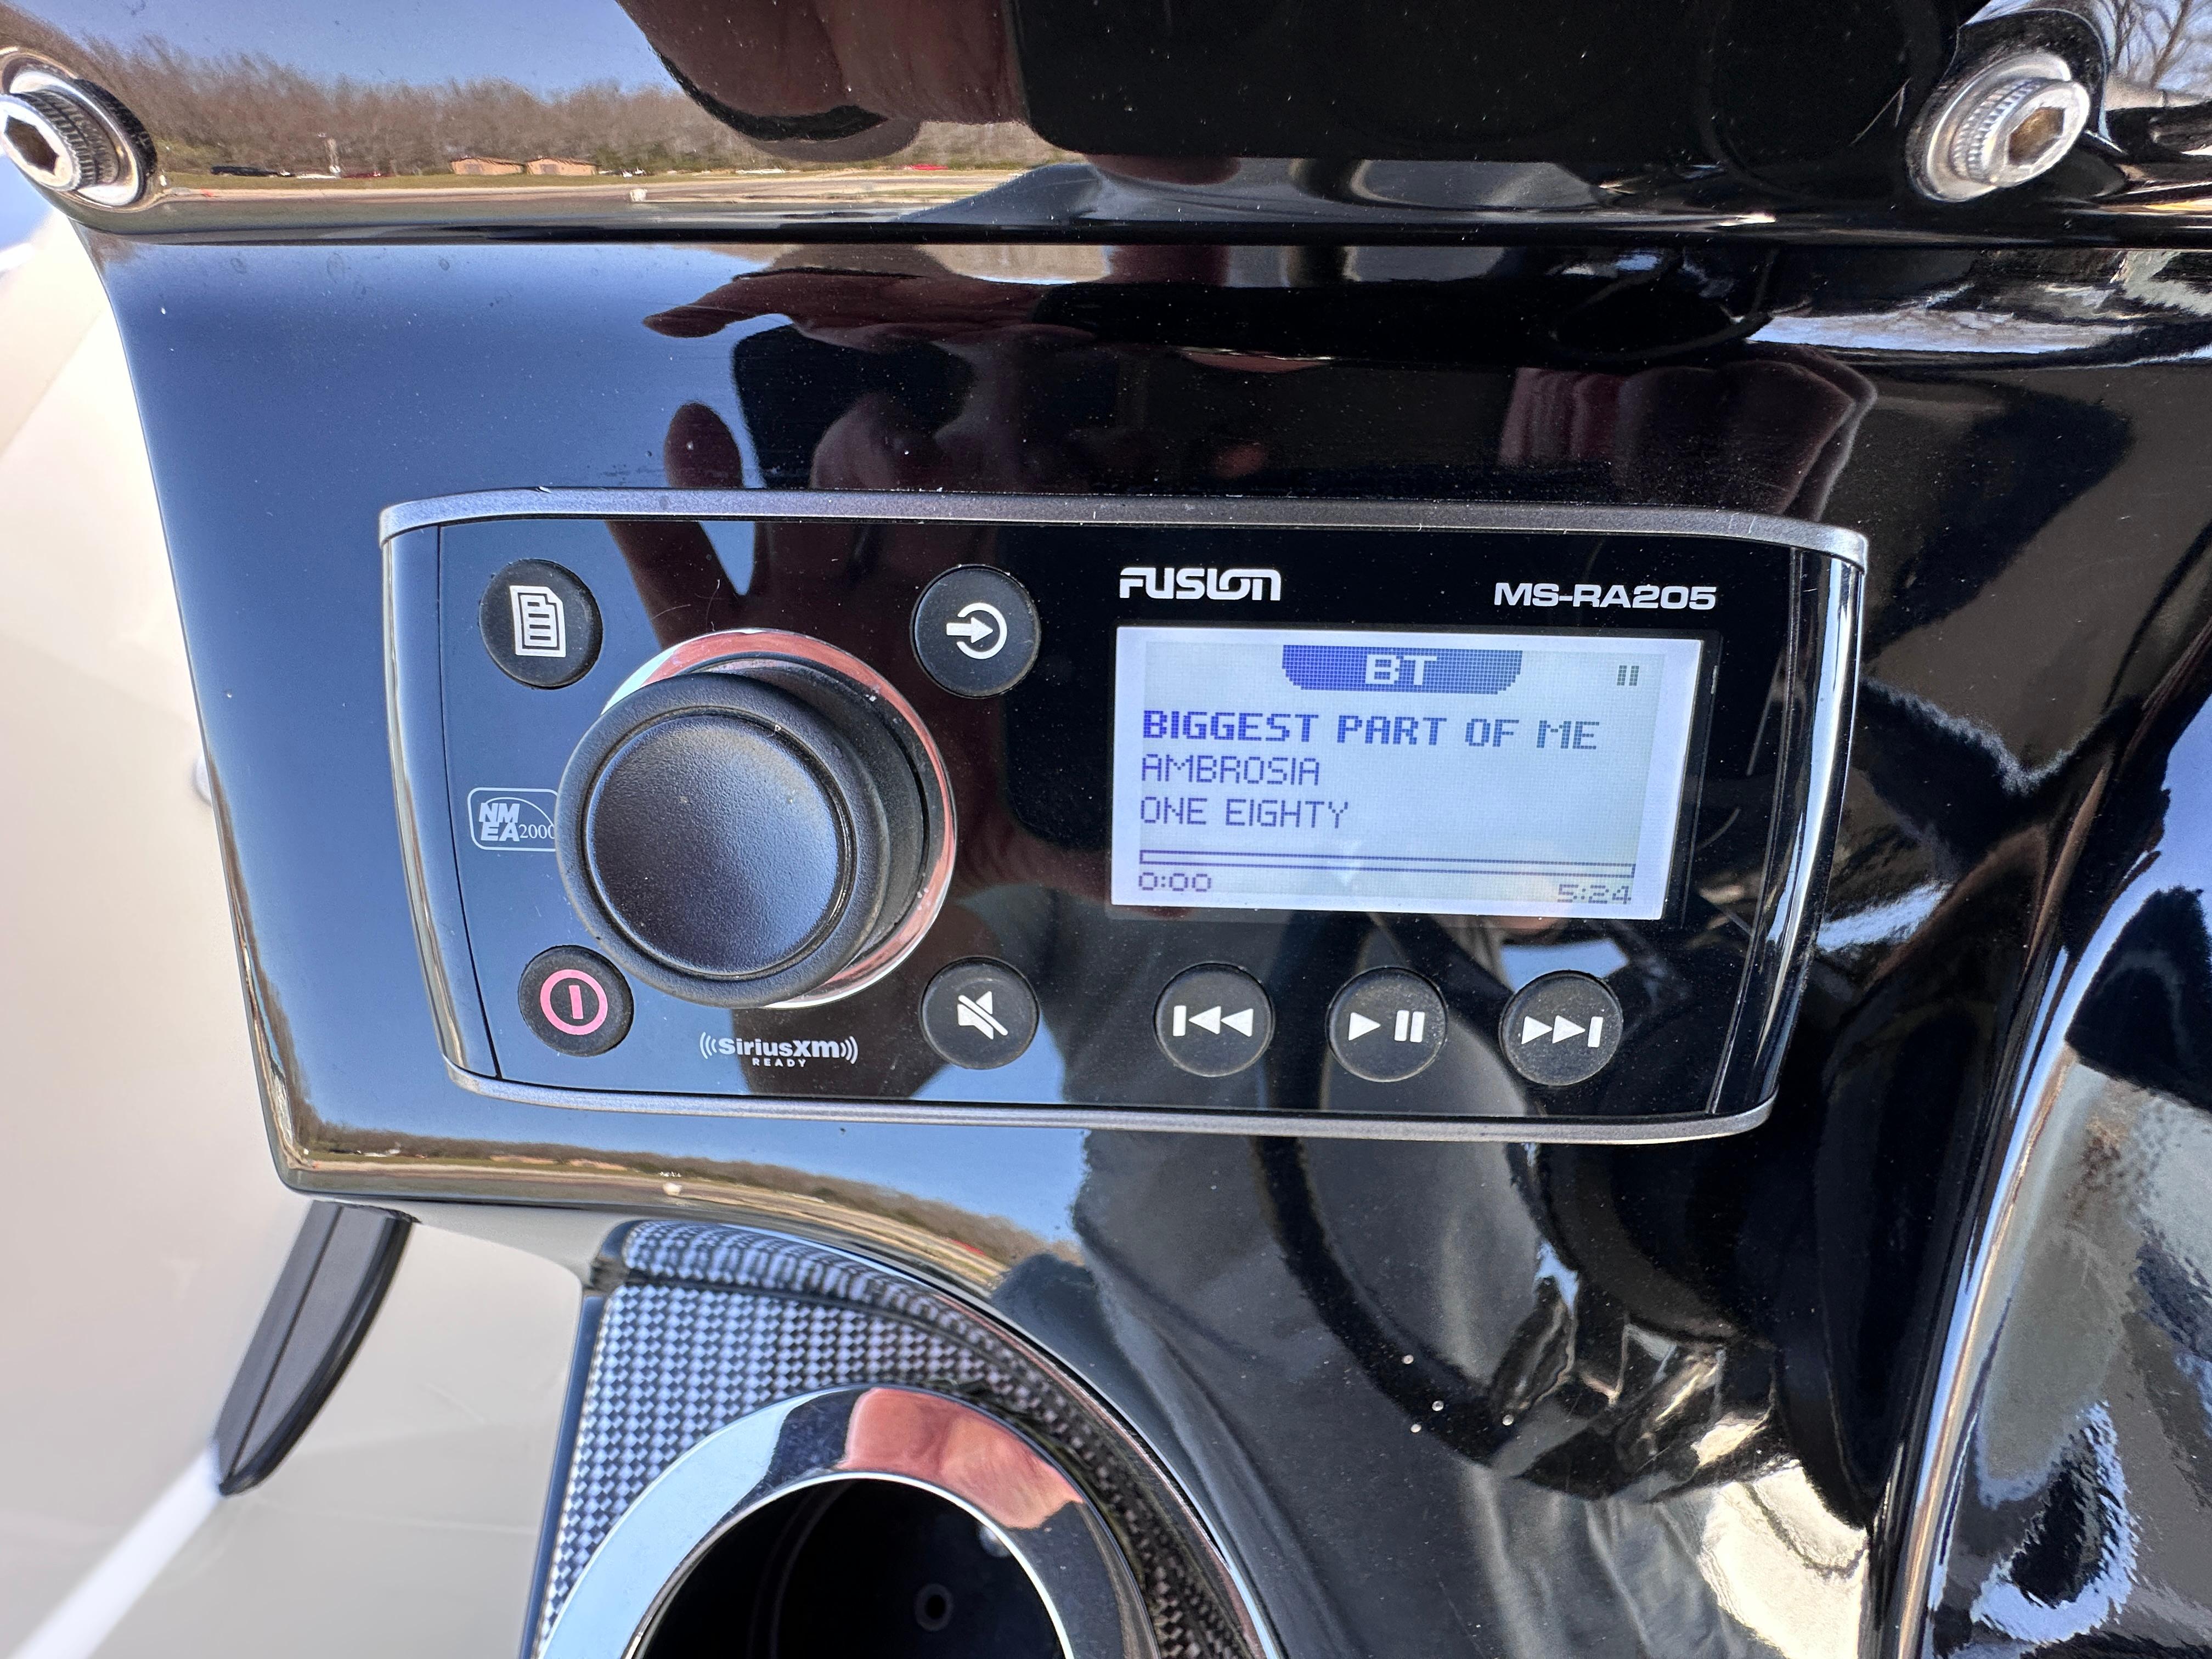 FUSION
MS-RA205
BT
BIGGEST PART OF ME
AMBROSIA
ONE EIGHTY
0:00
5:24
NMEA2000
SiriusXM
READY